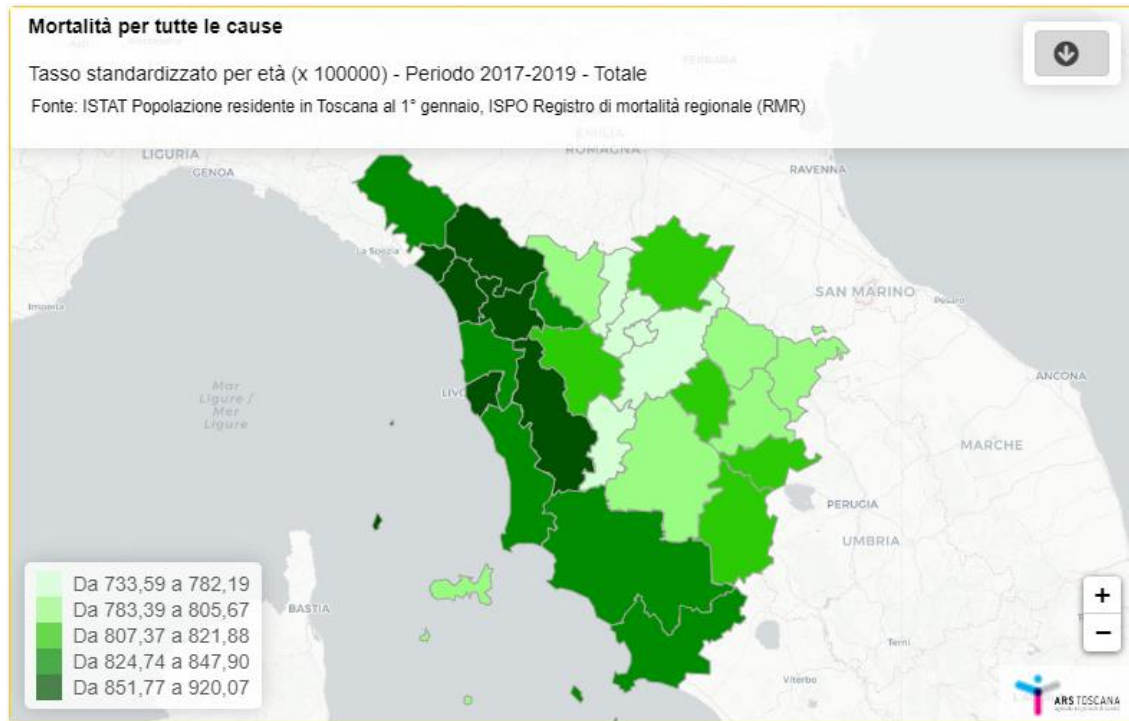 Mortalità per tutte le cause
Tasso standardizzato per età (x 100000) - Periodo 2017-2019 - Totale
Fonte: ISTAT Popolazione residente in Toscana al 1° gennaio, ISPO Registro di mortalità regionale (RMR)
FERRARA
EMILIA
ROMAGNA
LIGURIA
GENOA
RAVENNA
La Spezia
SAN MARINO
Pesaro
Imperia
ANCONA
Mar
Ligure /
Mer
Ligure
LIVO
MARCHE
PERUGIA
UMBRIA
BASTIA
Terni
Viterbo
Da 733,59 a 782,19
Da 783,39 a 805,67
Da 807,37 a 821,88
Da 824,74 a 847,90
Da 851,77 a 920,07
+
−
ARS TOSCANA